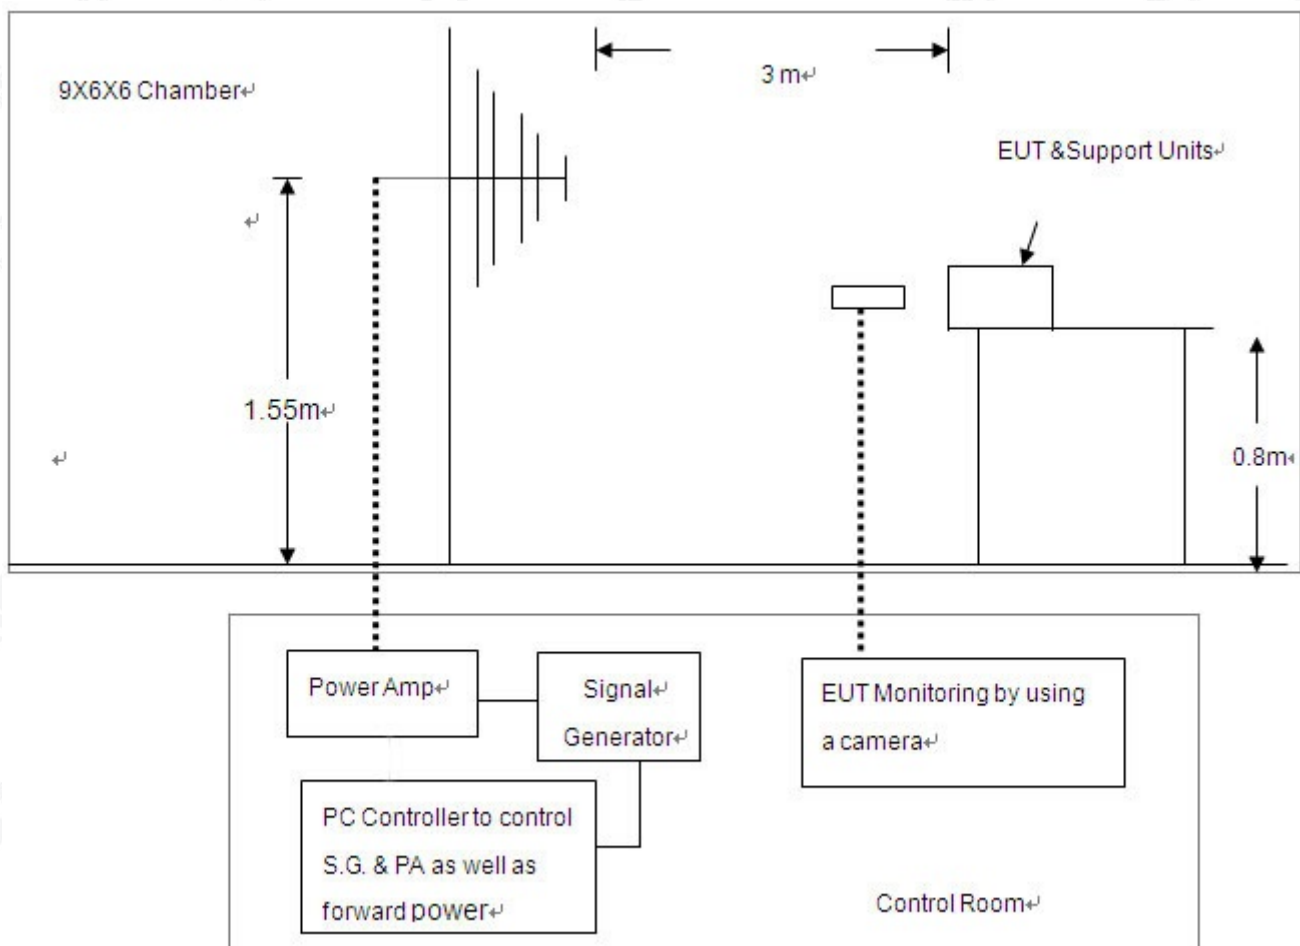 3 m↵
9X6X6 Chamber↵
EUT &Support Units↵
↵
1.55m↵
↵
0.8m↵
Power Amp↵
Signal↵
Generator↵
EUT Monitoring by using
a camera↵
PC Controller to control
S.G. & PA as well as
forward power↵
Control Room↵